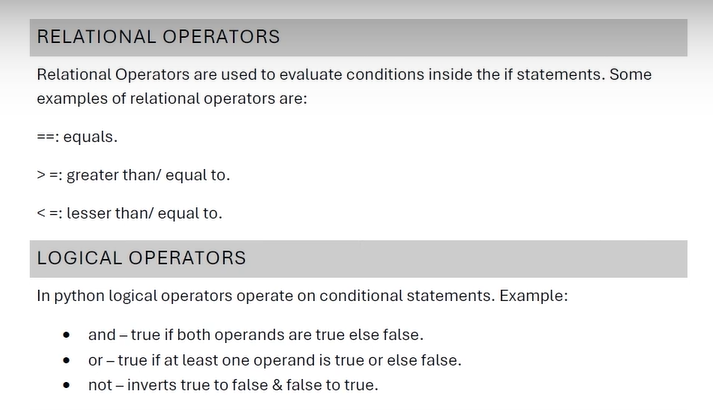 RELATIONAL OPERATORS
Relational Operators are used to evaluate conditions inside the if statements. Some
examples of relational operators are:
==: equals.
> =: greater than/ equal to.
< =: lesser than/ equal to.
LOGICAL OPERATORS
In python logical operators operate on conditional statements. Example:
• and – true if both operands are true else false.
• or – true if at least one operand is true or else false.
• not – inverts true to false & false to true.